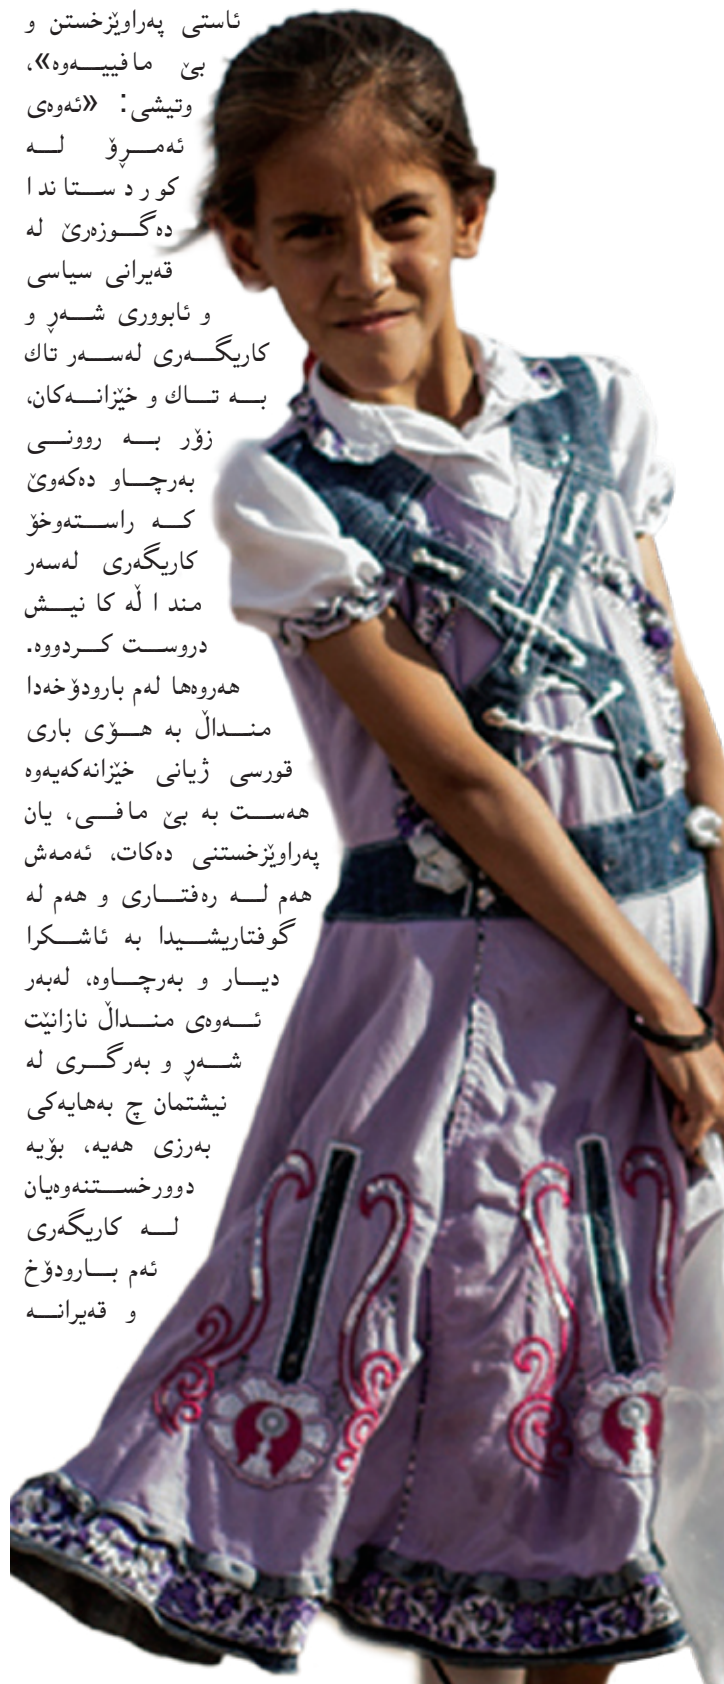 ئاستی پەراوێزخستن و
بێ مافییەوە»،
وتیشی: «ئەوەی
ئەمڕۆ لە
کوردستاندا
دەگوزەرێ لە
قەیرانی سیاسی
و ئابووری شەڕ و
کاریگەری لەسەر تاك
بە تاك و خێزانەکان،
زۆر بە روونی
بەرچاو دەکەوێ
کە راستەوخۆ
کاریگەری لەسەر
منداڵەکانیش
دروست کردووە.
هەروەها لەم بارودۆخەدا
منداڵ بە هۆی باری
قورسی ژیانی خێزانەکەیەوە
هەست بە بێ مافی، یان
پەراوێزخستنی دەکات، ئەمەش
هەم لە رەفتاری و هەم لە
گوفتاریشیدا بە ئاشکرا
دیار و بەرچاوە، لەبەر
ئەوەی منداڵ نازانێت
شەڕ و بەرگری لە
نیشتمان چ بەهایەکی
بەرزی هەیە، بۆیە
دوورخستنەوەیان
لە کاریگەری
ئەم بارودۆخ
و قەیرانە